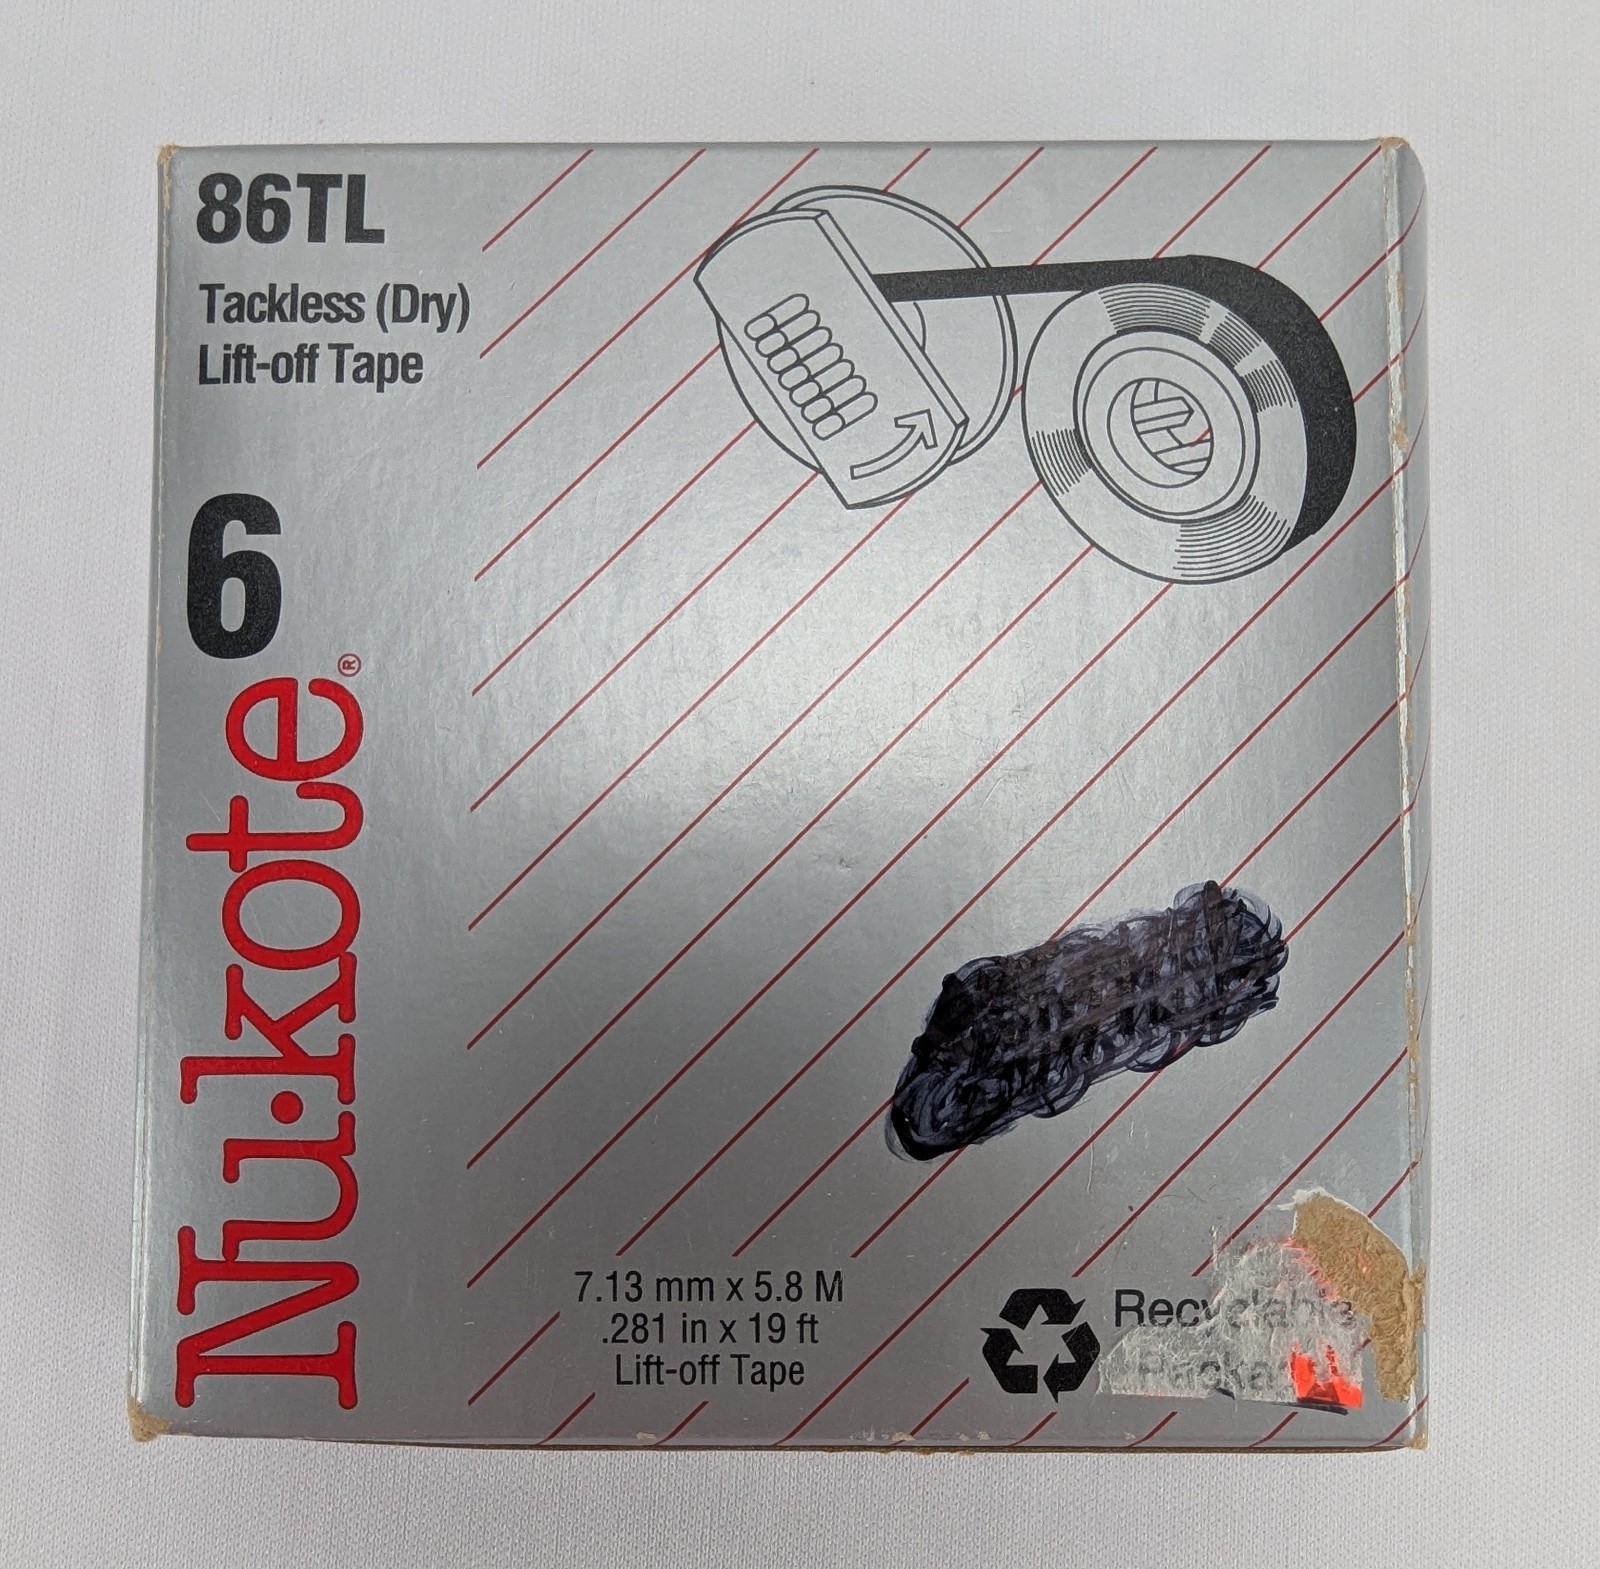 86TL
Tackless (Dry)
Lift-off Tape
6
Nu·kote®
7.13 mm x 5.8 M
.281 in x 19 ft
Lift-off Tape
Recyclable